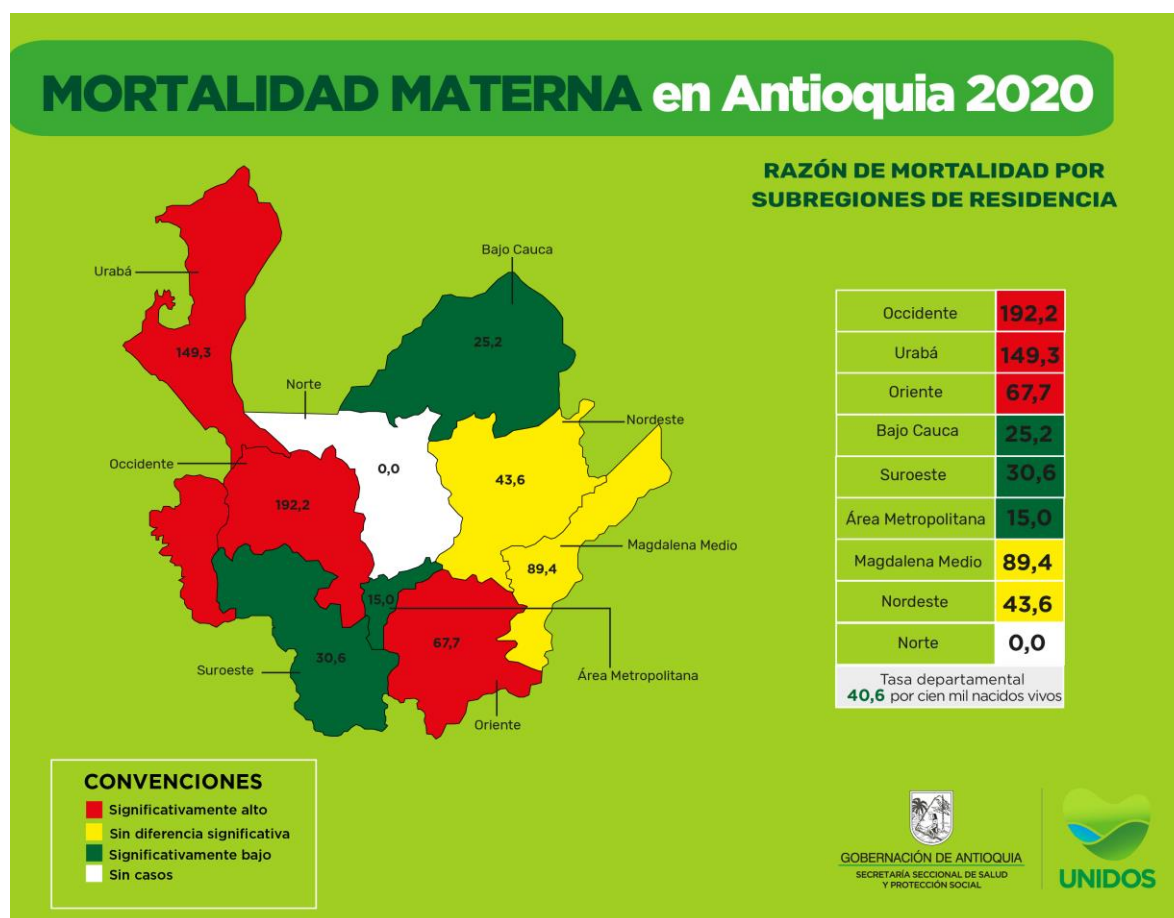 MORTALIDAD MATERNA en Antioquia 2020
RAZÓN DE MORTALIDAD POR
SUBREGIONES DE RESIDENCIA
Urabá
149,3
Bajo Cauca
25,2
Norte
0,0
Nordeste
43,6
Occidente
192,2
Magdalena Medio
89,4
15,0
Área Metropolitana
67,7
Oriente
30,6
Suroeste
Occidente 192,2
Urabá 149,3
Oriente 67,7
Bajo Cauca 25,2
Suroeste 30,6
Área Metropolitana 15,0
Magdalena Medio 89,4
Nordeste 43,6
Norte 0,0
Tasa departamental
40,6 por cien mil nacidos vivos
CONVENCIONES
Significativamente alto
Sin diferencia significativa
Significativamente bajo
Sin casos
GOBERNACIÓN DE ANTIOQUIA
SECRETARÍA SECCIONAL DE SALUD
Y PROTECCIÓN SOCIAL
UNIDOS